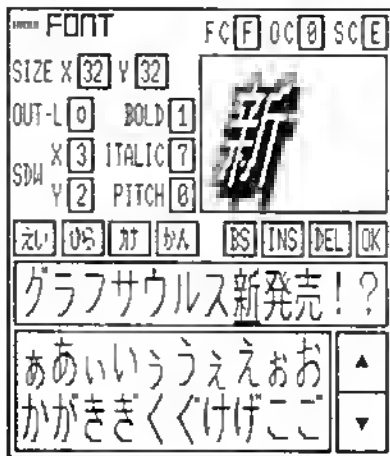 FONT FC F OC 0 SC E
SIZE X 32 Y 32
新
OUT-L 0 BOLD 1
SDW X 3 ITALIC 7
Y 2 PITCH 0
えい ひら カナ かん BS INS DEL OK
グラフサウルス新発売!?
ぁあぃいぅうぇえぉお ▲
かがきぎくぐけげこご ▼